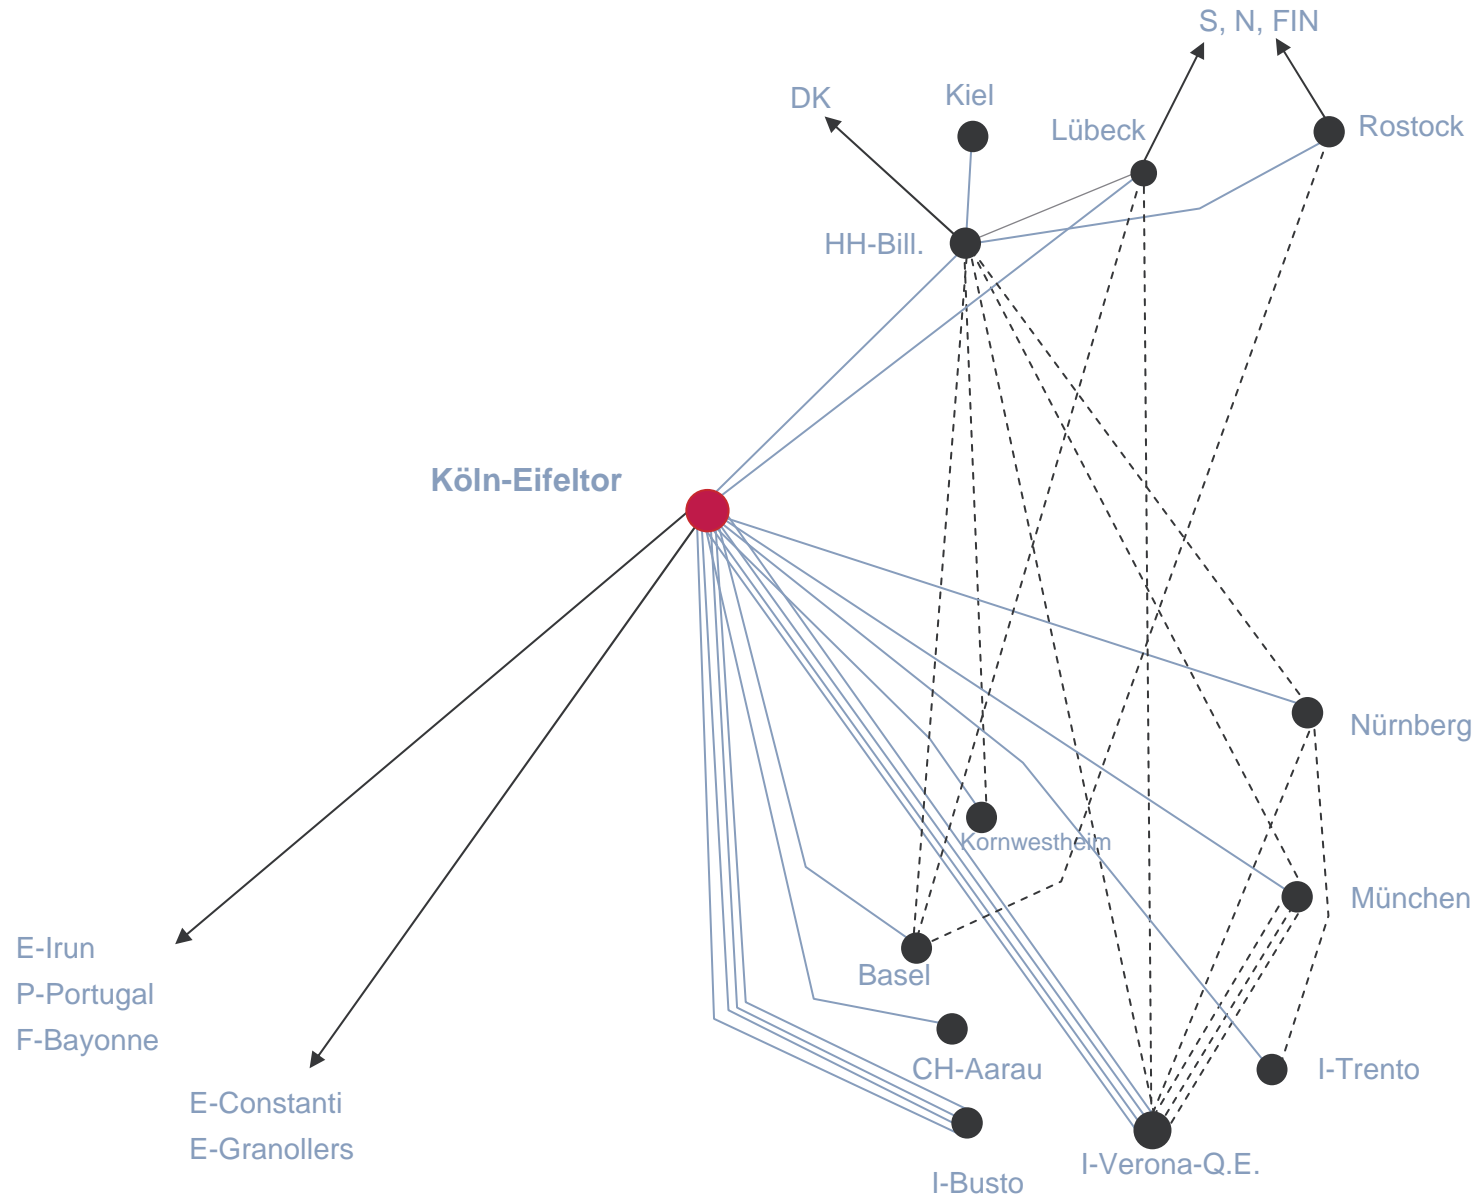 S, N, FIN
DK
Kiel
Lübeck
Rostock
HH-Bill.
Köln-Eifeltor
Nürnberg
Kornwestheim
München
E-Irun
Basel
P-Portugal
F-Bayonne
CH-Aarau
I-Trento
E-Constanti
E-Granollers
I-Verona-Q.E.
I-Busto